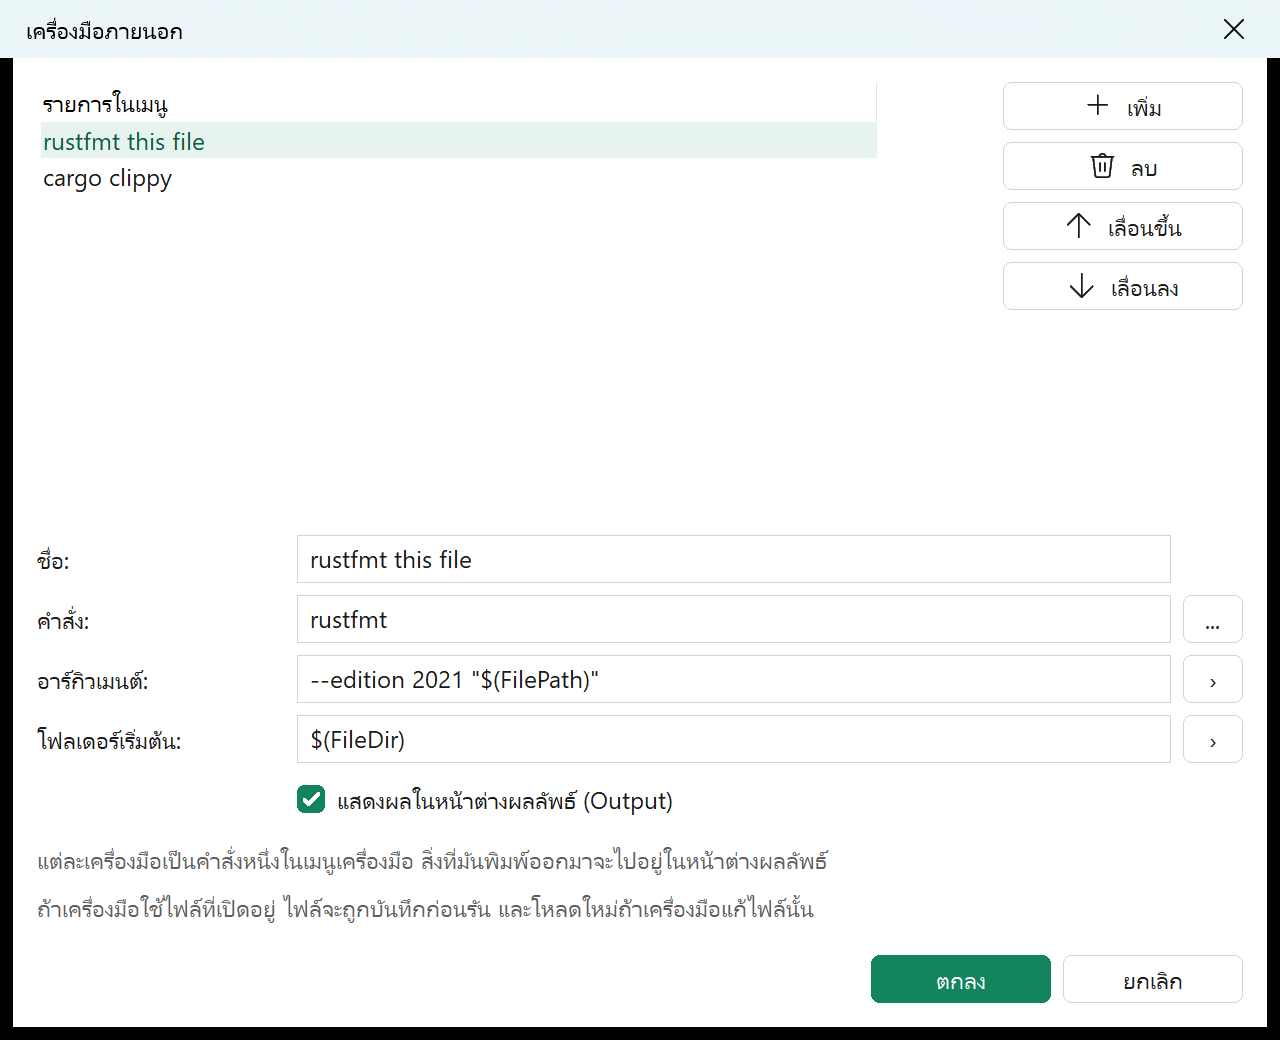 เครื่องมือภายนอก
รายการในเมนู
rustfmt this file
cargo clippy
เพิ่ม
ลบ
เลื่อนขึ้น
เลื่อนลง
ชื่อ:
rustfmt this file
คำสั่ง:
rustfmt
...
อาร์กิวเมนต์:
--edition 2021 "$(FilePath)"
›
โฟลเดอร์เริ่มต้น:
$(FileDir)
›
แสดงผลในหน้าต่างผลลัพธ์ (Output)
แต่ละเครื่องมือเป็นคำสั่งหนึ่งในเมนูเครื่องมือ สิ่งที่มันพิมพ์ออกมาจะไปอยู่ในหน้าต่างผลลัพธ์
ถ้าเครื่องมือใช้ไฟล์ที่เปิดอยู่ ไฟล์จะถูกบันทึกก่อนรัน และโหลดใหม่ถ้าเครื่องมือแก้ไฟล์นั้น
ตกลง
ยกเลิก